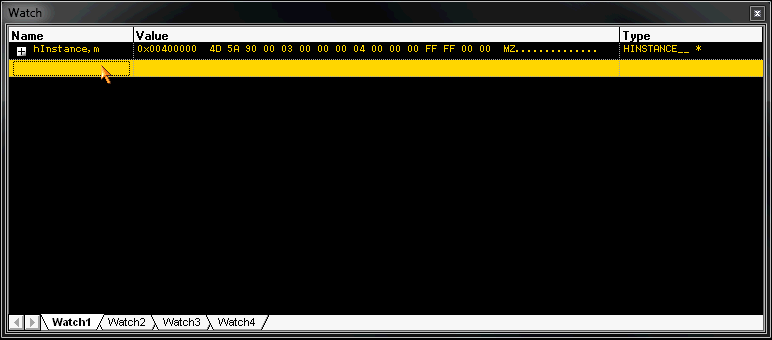 Watch
Name Value Type
hInstance,m 0x00400000 4D 5A 90 00 03 00 00 00 04 00 00 00 FF FF 00 00 MZ.............. HINSTANCE__ *
Watch1 Watch2 Watch3 Watch4